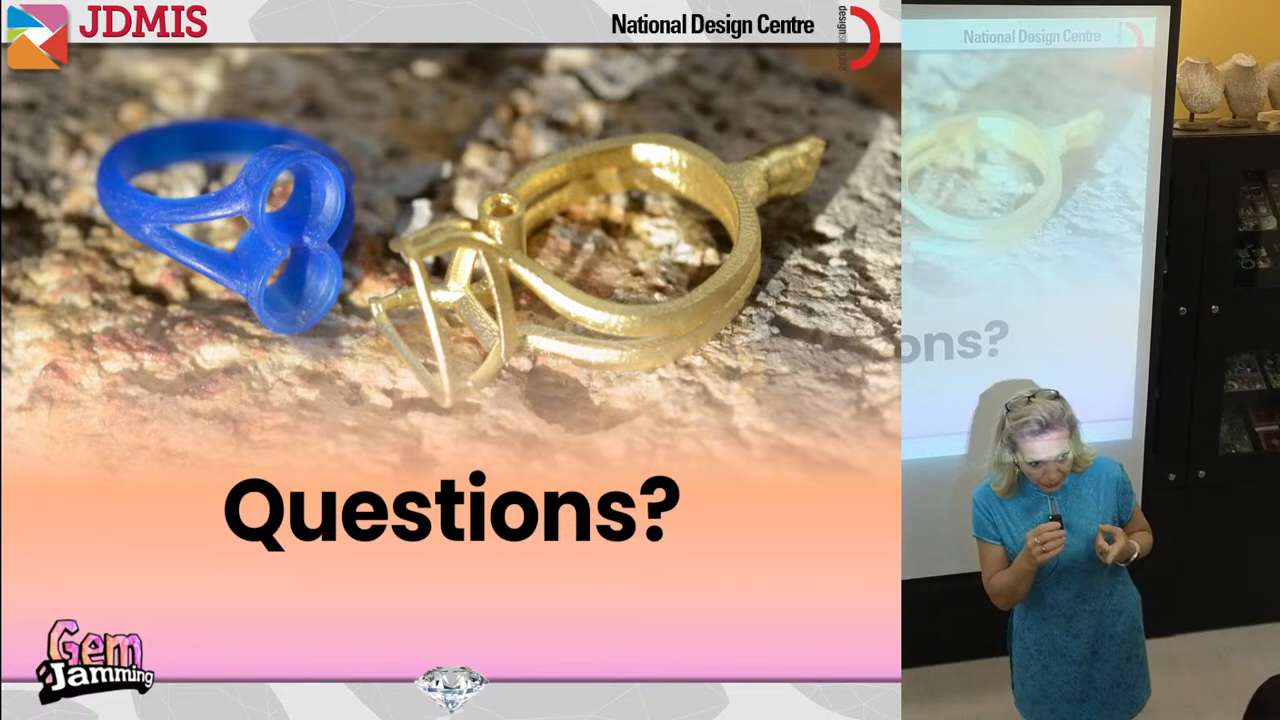 JDMIS
National Design Centre
National Design Centre
ons?
Questions?
Gem
Jamming